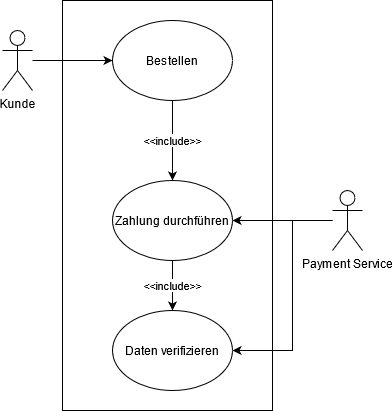 Bestellen
Kunde
<<include>>
Zahlung durchführen
Payment Service
<<include>>
Daten verifizieren